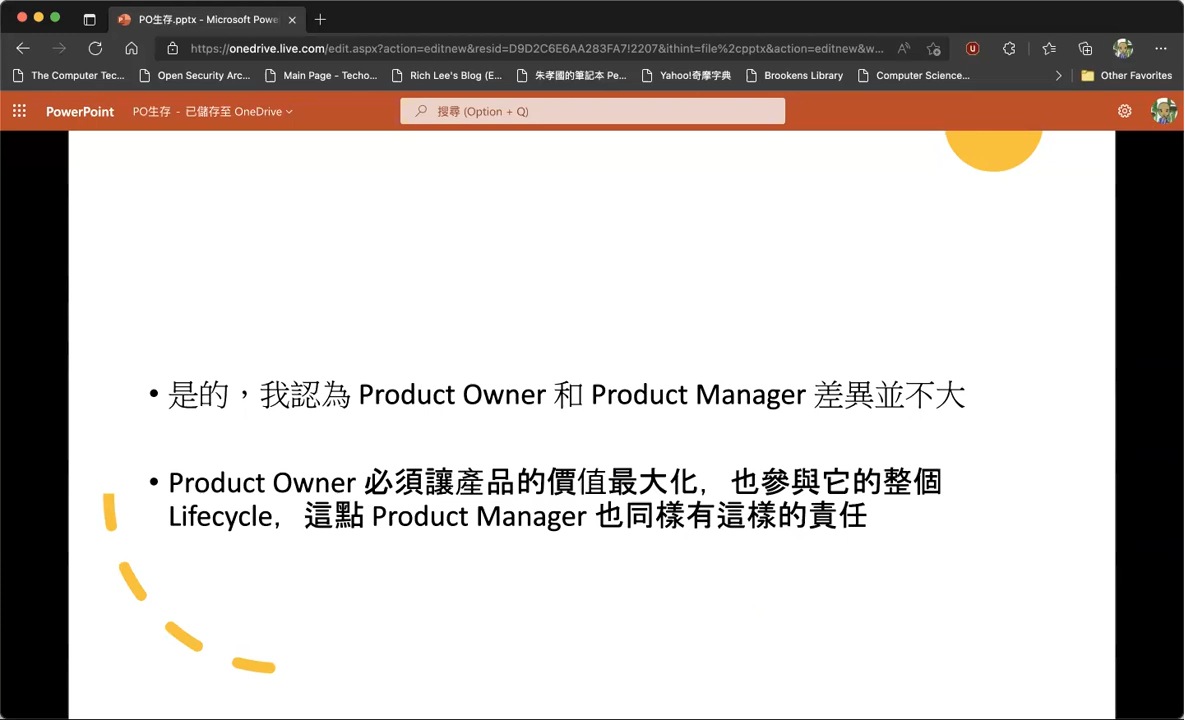 PO生存.pptx - Microsoft Power
https://onedrive.live.com/edit.aspx?action=editnew&resid=D9D2C6E6AA283FA7!2207&ithint=file%2cpptx&action=editnew&w...
The Computer Tec... Open Security Arc... Main Page - Techo... Rich Lee's Blog (E... 朱孝國的筆記本 Pe... Yahoo!奇摩字典 Brookens Library Computer Science... Other Favorites
PowerPoint PO生存 - 已儲存至 OneDrive 搜尋 (Option + Q)
• 是的，我認為 Product Owner 和 Product Manager 差異並不大
• Product Owner 必須讓產品的價值最大化，也參與它的整個
Lifecycle，這點 Product Manager 也同樣有這樣的責任